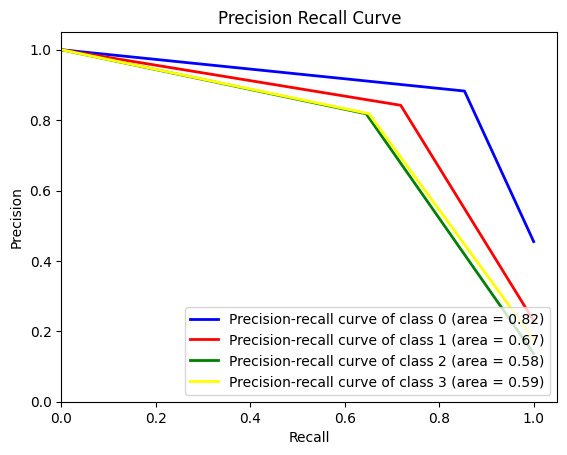 Precision Recall Curve
1.0
0.8
0.6
0.4
0.2
0.0
Precision
Precision-recall curve of class 0 (area = 0.82)
Precision-recall curve of class 1 (area = 0.67)
Precision-recall curve of class 2 (area = 0.58)
Precision-recall curve of class 3 (area = 0.59)
0.0 0.2 0.4 0.6 0.8 1.0
Recall